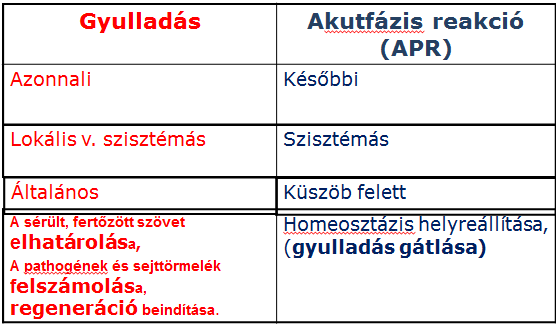 Gyulladás
Akutfázis reakció
(APR)
Azonnali
Későbbi
Lokális v. szisztémás
Szisztémás
Általános
Küszöb felett
A sérült, fertőzött szövet
elhatárolása,
A pathogének és sejttörmelék
felszámolása,
regeneráció beindítása.
Homeosztázis helyreállítása,
(gyulladás gátlása)